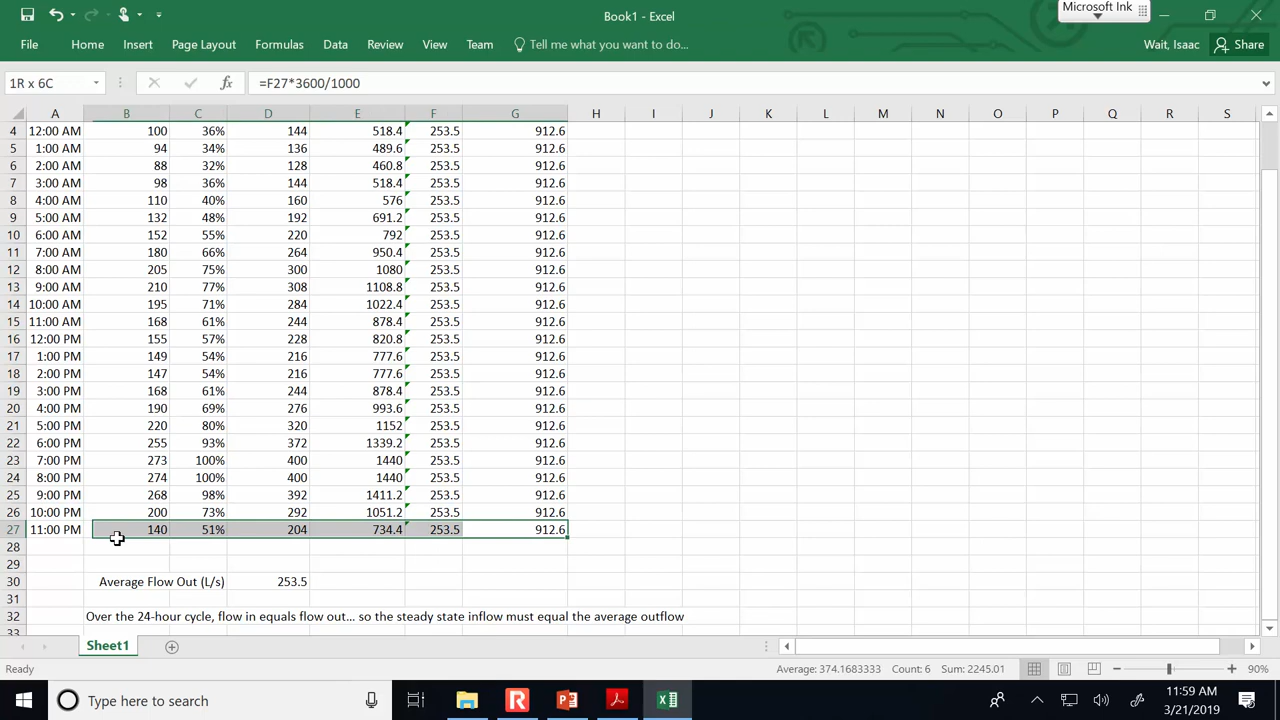 Book1 - Excel
Microsoft Ink
File Home Insert Page Layout Formulas Data Review View Team Tell me what you want to do... Wait, Isaac Share
1R x 6C fx =F27*3600/1000
A B C D E F G H I J K L M N O P Q R S
4 12:00 AM 100 36% 144 518.4 253.5 912.6
5 1:00 AM 94 34% 136 489.6 253.5 912.6
6 2:00 AM 88 32% 128 460.8 253.5 912.6
7 3:00 AM 98 36% 144 518.4 253.5 912.6
8 4:00 AM 110 40% 160 576 253.5 912.6
9 5:00 AM 132 48% 192 691.2 253.5 912.6
10 6:00 AM 152 55% 220 792 253.5 912.6
11 7:00 AM 180 66% 264 950.4 253.5 912.6
12 8:00 AM 205 75% 300 1080 253.5 912.6
13 9:00 AM 210 77% 308 1108.8 253.5 912.6
14 10:00 AM 195 71% 284 1022.4 253.5 912.6
15 11:00 AM 168 61% 244 878.4 253.5 912.6
16 12:00 PM 155 57% 228 820.8 253.5 912.6
17 1:00 PM 149 54% 216 777.6 253.5 912.6
18 2:00 PM 147 54% 216 777.6 253.5 912.6
19 3:00 PM 168 61% 244 878.4 253.5 912.6
20 4:00 PM 190 69% 276 993.6 253.5 912.6
21 5:00 PM 220 80% 320 1152 253.5 912.6
22 6:00 PM 255 93% 372 1339.2 253.5 912.6
23 7:00 PM 273 100% 400 1440 253.5 912.6
24 8:00 PM 274 100% 400 1440 253.5 912.6
25 9:00 PM 268 98% 392 1411.2 253.5 912.6
26 10:00 PM 200 73% 292 1051.2 253.5 912.6
27 11:00 PM 140 51% 204 734.4 253.5 912.6
28
29
30 Average Flow Out (L/s) 253.5
31
32 Over the 24-hour cycle, flow in equals flow out... so the steady state inflow must equal the average outflow
33
Sheet1
Ready Average: 374.1683333 Count: 6 Sum: 2245.01 90%
Type here to search
11:59 AM
3/21/2019